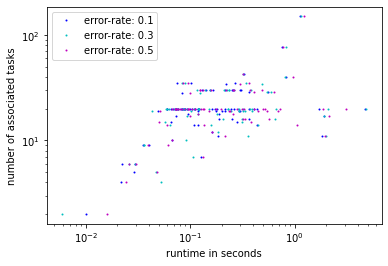 error-rate: 0.1
error-rate: 0.3
error-rate: 0.5
number of associated tasks
10²
10¹
10⁻²
10⁻¹
10⁰
runtime in seconds